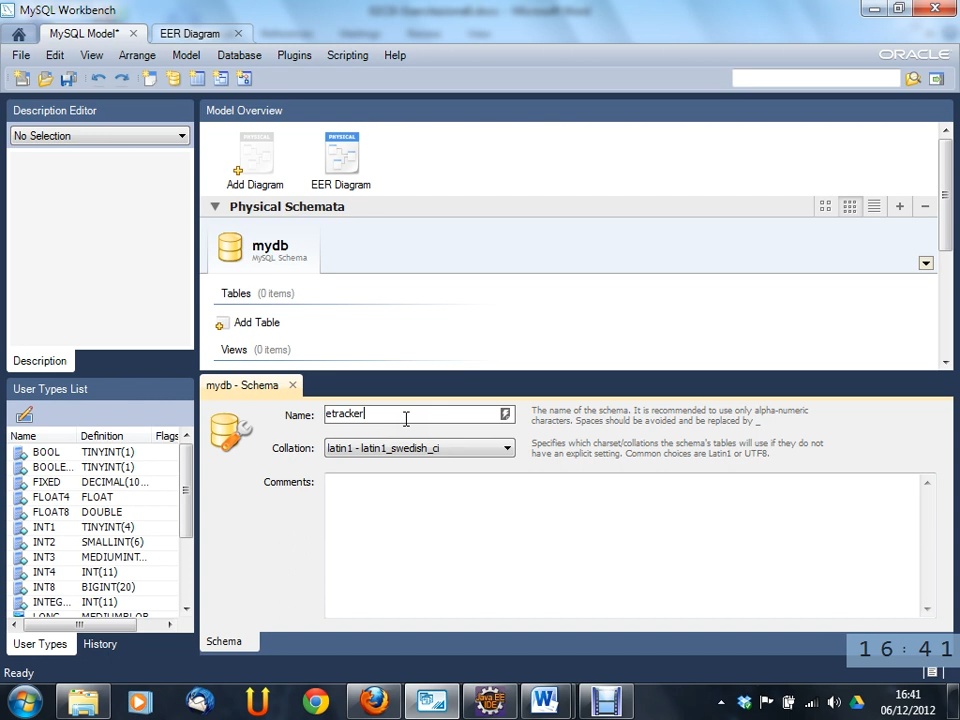 MySQL Workbench
MySQL Model*
EER Diagram
File Edit View Arrange Model Database Plugins Scripting Help
ORACLE
Description Editor
No Selection
Description
Model Overview
PHYSICAL
Add Diagram
PHYSICAL
EER Diagram
Physical Schemata
mydb
MySQL Schema
Tables (0 items)
Add Table
Views (0 items)
User Types List
Name Definition Flags
BOOL TINYINT(1)
BOOLE... TINYINT(1)
FIXED DECIMAL(10...
FLOAT4 FLOAT
FLOAT8 DOUBLE
INT1 TINYINT(4)
INT2 SMALLINT(6)
INT3 MEDIUMINT...
INT4 INT(11)
INT8 BIGINT(20)
INTEG... INT(11)
LONG MEDIUMBLOB
User Types History
mydb - Schema
Name: etracker
The name of the schema. It is recommended to use only alpha-numeric
characters. Spaces should be avoided and be replaced by _
Collation: latin1 - latin1_swedish_ci
Specifies which charset/collations the schema's tables will use if they do not
have an explicit setting. Common choices are Latin1 or UTF8.
Comments:
Schema
16:41
Ready
Java EE
IDE
16:41
06/12/2012